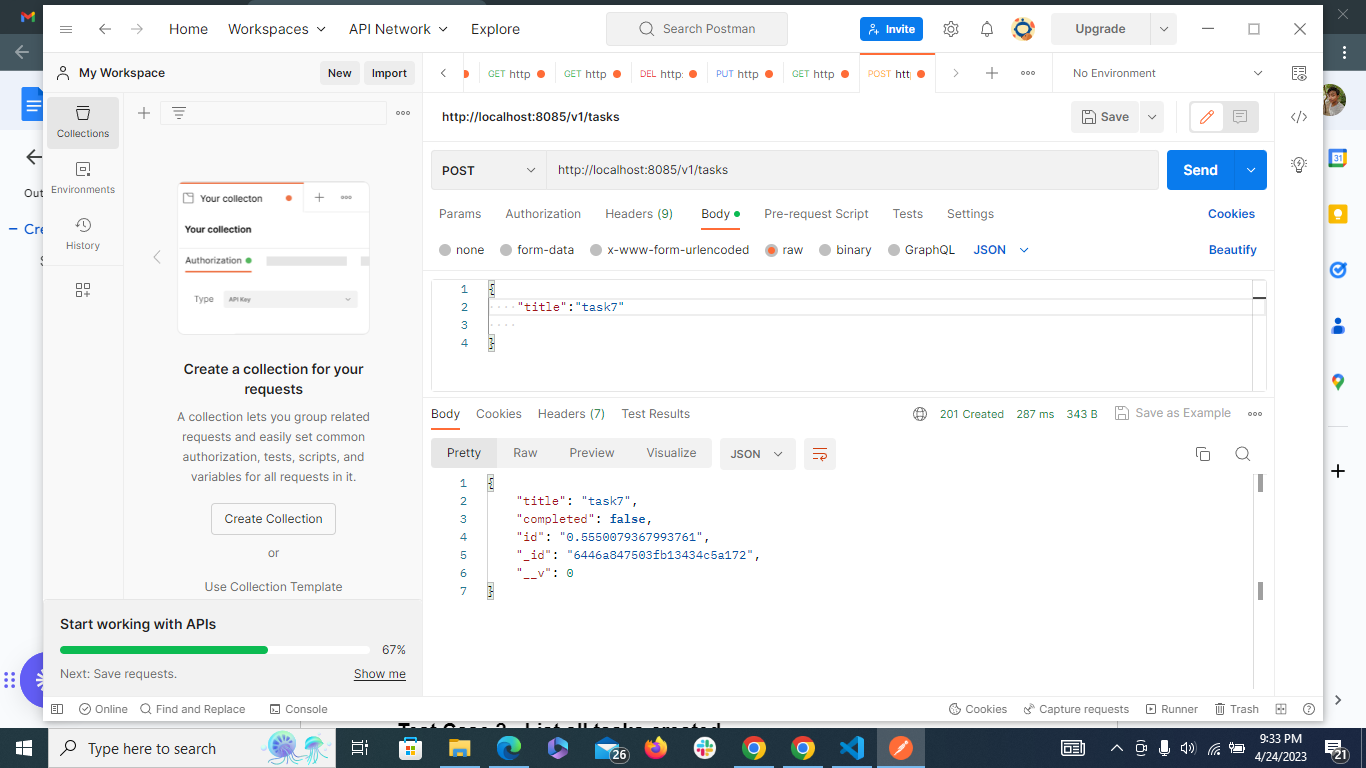 Home
Workspaces
API Network
Explore
Search Postman
Invite
Upgrade
My Workspace
New
Import
GET http
GET http
DEL http
PUT http
GET http
POST htt
No Environment
Collections
Environments
History
http://localhost:8085/v1/tasks
Save
POST
http://localhost:8085/v1/tasks
Send
Params
Authorization
Headers (9)
Body
Pre-request Script
Tests
Settings
Cookies
none
form-data
x-www-form-urlencoded
raw
binary
GraphQL
JSON
Beautify
1 {
2 "title":"task7"
3
4 }
Your collecton
Your collection
Authorization
Type
API Key
Create a collection for your
requests
A collection lets you group related
requests and easily set common
authorization, tests, scripts, and
variables for all requests in it.
Create Collection
or
Use Collection Template
Body
Cookies
Headers (7)
Test Results
201 Created
287 ms
343 B
Save as Example
Pretty
Raw
Preview
Visualize
JSON
1 {
2 "title": "task7",
3 "completed": false,
4 "id": "0.5550079367993761",
5 "_id": "6446a847503fb13434c5a172",
6 "__v": 0
7 }
Start working with APIs
67%
Next: Save requests.
Show me
Online
Find and Replace
Console
Cookies
Capture requests
Runner
Trash
Out
Cre
S
31
Type here to search
26
9:33 PM
4/24/2023
21